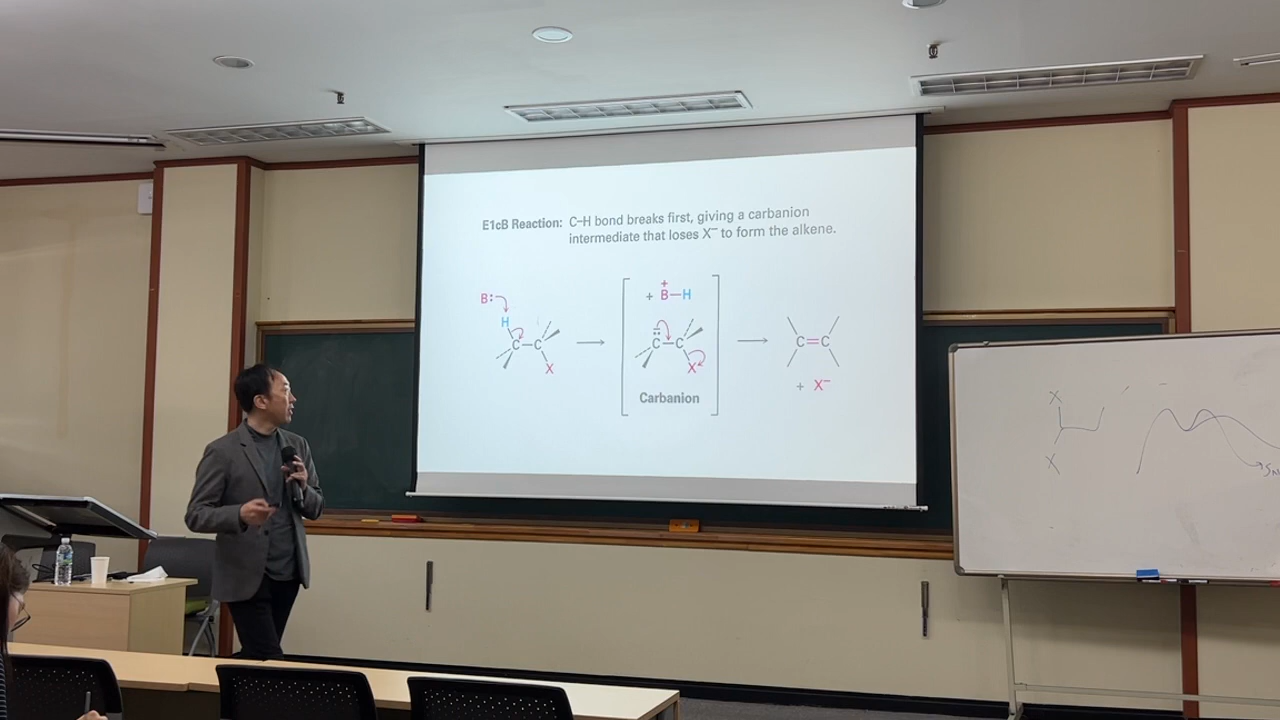 E1cB Reaction: C–H bond breaks first, giving a carbanion
intermediate that loses X⁻ to form the alkene.
B:
H
C–C
X
+ B⁺–H
C–C
X
Carbanion
C=C
+ X⁻
X
X